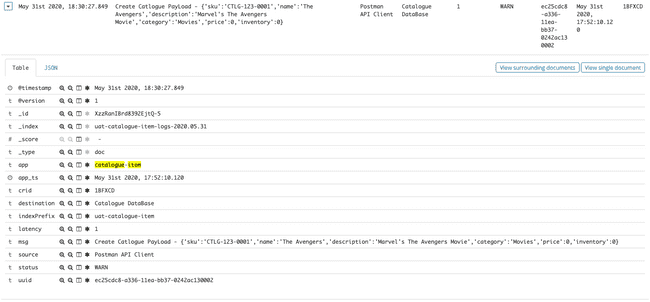 May 31st 2020, 18:30:27.849 Create Catlogue PayLoad - {'sku':'CTLG-123-0001','name':'The Avengers','description':'Marvel's The Avengers Movie','category':'Movies','price':0,'inventory':0} Postman API Client Catalogue DataBase 1 WARN ec25cdc8-a336-11ea-bb37-0242ac130002 May 31st 2020, 17:52:10.120 1BFXCD
Table JSON View surrounding documents View single document
@timestamp May 31st 2020, 18:30:27.849
t @version 1
t _id XzzRanIBrd8392EjtQ-5
t _index uat-catalogue-item-logs-2020.05.31
# _score -
t _type doc
t app catalogue-item
app_ts May 31st 2020, 17:52:10.120
t crid 1BFXCD
t destination Catalogue DataBase
t indexPrefix uat-catalogue-item
t latency 1
t msg Create Catlogue PayLoad - {'sku':'CTLG-123-0001','name':'The Avengers','description':'Marvel's The Avengers Movie','category':'Movies','price':0,'inventory':0}
t source Postman API Client
t status WARN
t uuid ec25cdc8-a336-11ea-bb37-0242ac130002